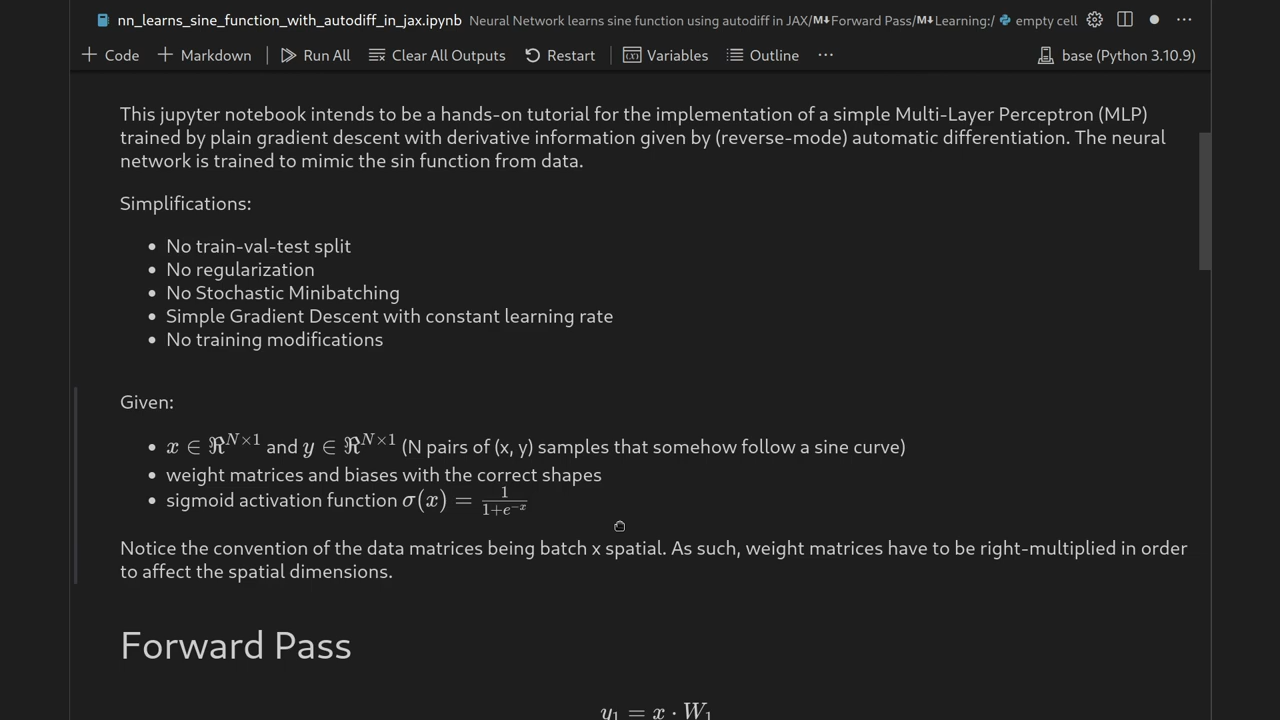 nn_learns_sine_function_with_autodiff_in_jax.ipynb Neural Network learns sine function using autodiff in JAX/M↓Forward Pass/M↓Learning:/ empty cell ...
+ Code + Markdown Run All Clear All Outputs Restart Variables Outline ... base (Python 3.10.9)
This jupyter notebook intends to be a hands-on tutorial for the implementation of a simple Multi-Layer Perceptron (MLP)
trained by plain gradient descent with derivative information given by (reverse-mode) automatic differentiation. The neural
network is trained to mimic the sin function from data.
Simplifications:
• No train-val-test split
• No regularization
• No Stochastic Minibatching
• Simple Gradient Descent with constant learning rate
• No training modifications
Given:
• x ∈ ℜ^{N×1} and y ∈ ℜ^{N×1} (N pairs of (x, y) samples that somehow follow a sine curve)
• weight matrices and biases with the correct shapes
• sigmoid activation function σ(x) = \frac{1}{1+e^{-x}}
Notice the convention of the data matrices being batch x spatial. As such, weight matrices have to be right-multiplied in order
to affect the spatial dimensions.
Forward Pass
y₁ = x · W₁